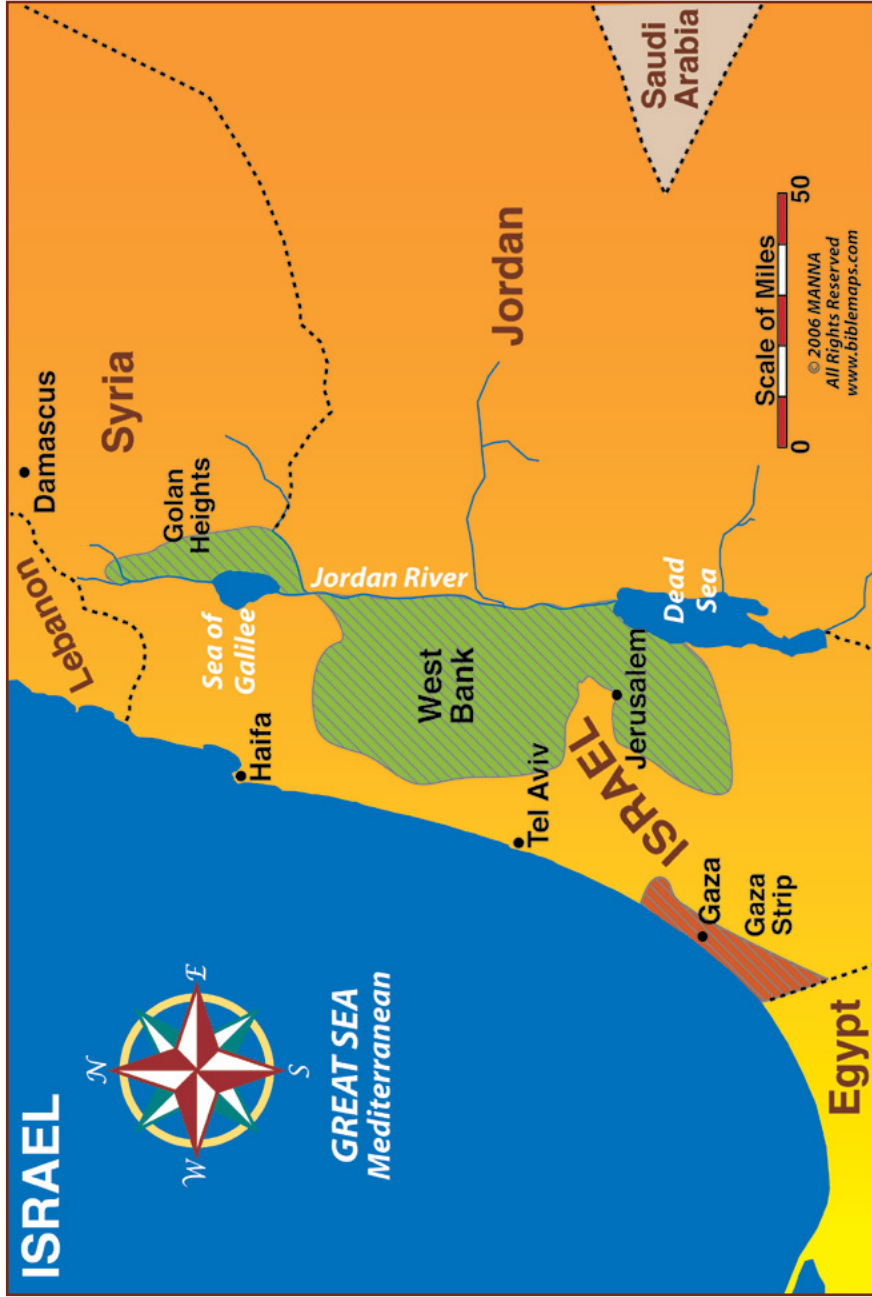 ISRAEL
N
W
E
S
GREAT SEA
Mediterranean
Lebanon
Damascus
Syria
Golan
Heights
Sea of
Galilee
Haifa
Jordan River
West
Bank
Tel Aviv
Jordan
ISRAEL
Jerusalem
Dead
Sea
Gaza
Gaza
Strip
Egypt
Saudi
Arabia
Scale of Miles
0
50
© 2006 MANNA
All Rights Reserved
www.biblemaps.com